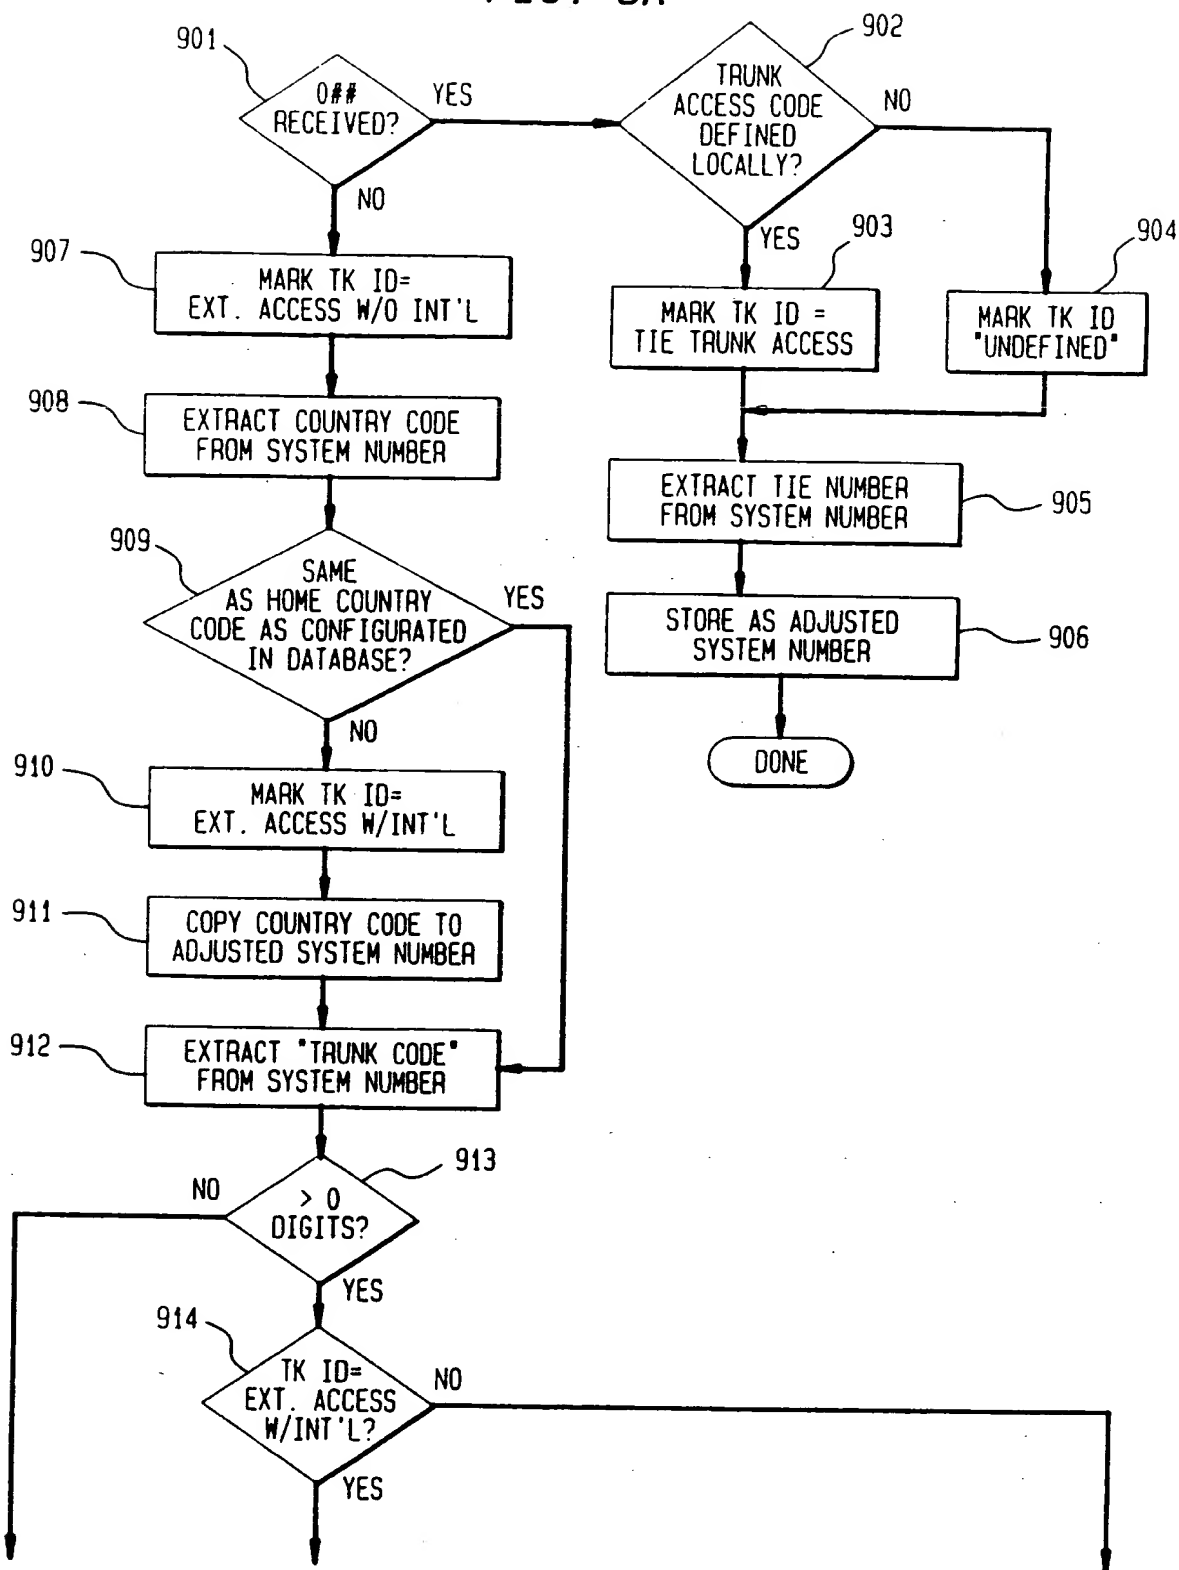 901
0##
RECEIVED?
YES
NO
902
TRUNK
ACCESS CODE
DEFINED
LOCALLY?
NO
YES
903
904
907
MARK TK ID=
EXT. ACCESS W/O INT'L
MARK TK ID =
TIE TRUNK ACCESS
MARK TK ID
"UNDEFINED"
908
EXTRACT COUNTRY CODE
FROM SYSTEM NUMBER
EXTRACT TIE NUMBER
FROM SYSTEM NUMBER
905
909
SAME
AS HOME COUNTRY
CODE AS CONFIGURATED
IN DATABASE?
YES
NO
STORE AS ADJUSTED
SYSTEM NUMBER
906
DONE
910
MARK TK ID=
EXT. ACCESS W/INT'L
911
COPY COUNTRY CODE TO
ADJUSTED SYSTEM NUMBER
912
EXTRACT "TRUNK CODE"
FROM SYSTEM NUMBER
913
NO
> 0
DIGITS?
YES
914
TK ID=
EXT. ACCESS
W/INT'L?
NO
YES